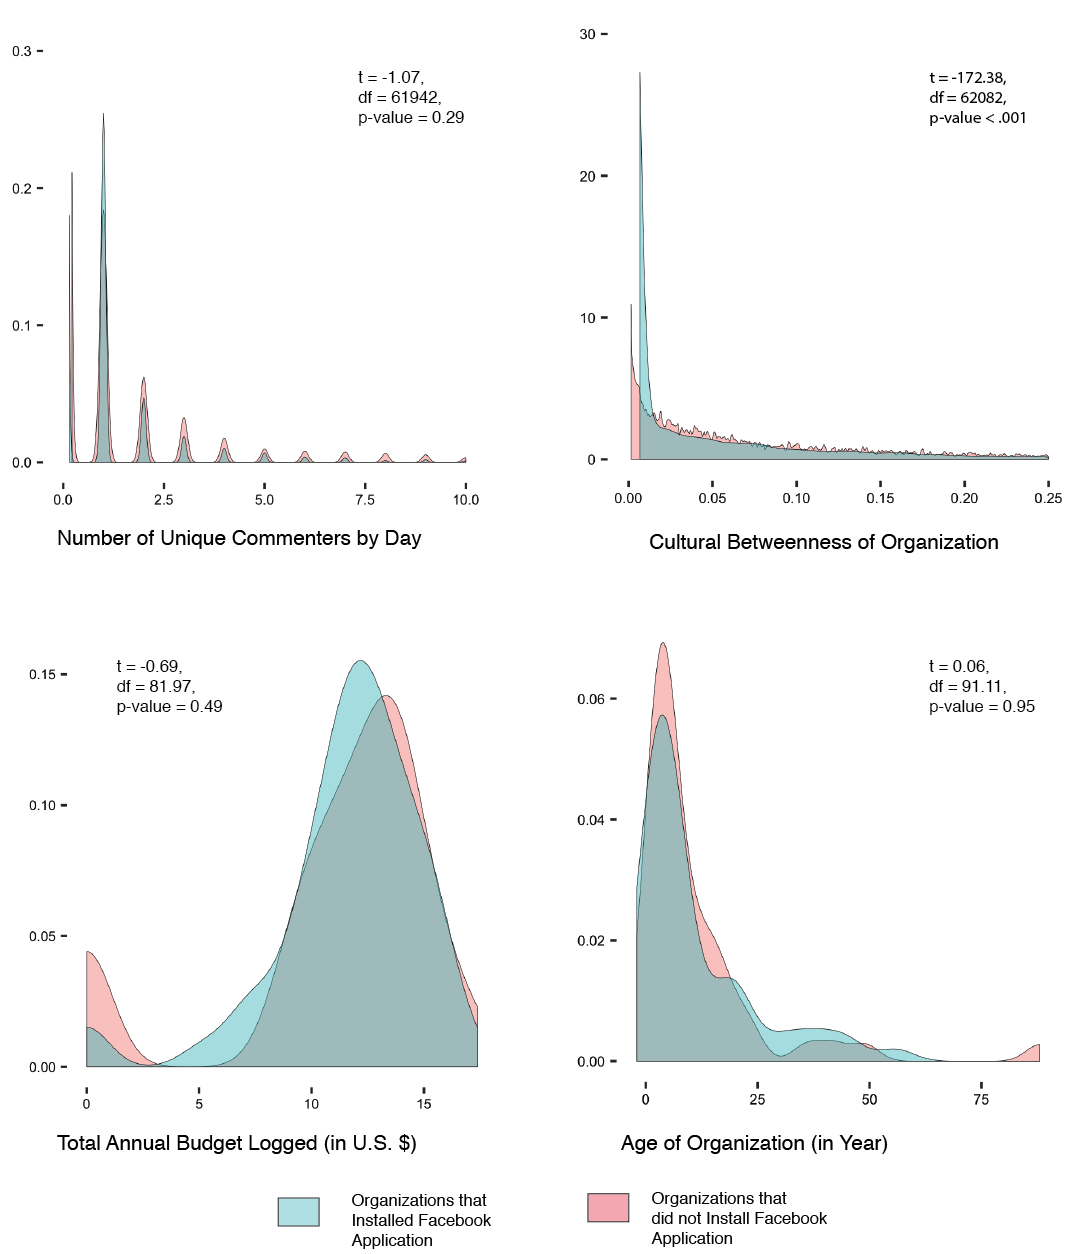 0.3
0.2
0.1
0.0
t = -1.07,
df = 61942,
p-value = 0.29
0.0
2.5
5.0
7.5
10.0
Number of Unique Commenters by Day
30
20
10
0
t = -172.38,
df = 62082,
p-value < .001
0.00
0.05
0.10
0.15
0.20
0.25
Cultural Betweenness of Organization
0.15
0.10
0.05
0.00
t = -0.69,
df = 81.97,
p-value = 0.49
0
5
10
15
Total Annual Budget Logged (in U.S. $)
0.06
0.04
0.02
0.00
t = 0.06,
df = 91.11,
p-value = 0.95
0
25
50
75
Age of Organization (in Year)
Organizations that
Installed Facebook
Application
Organizations that
did not Install Facebook
Application